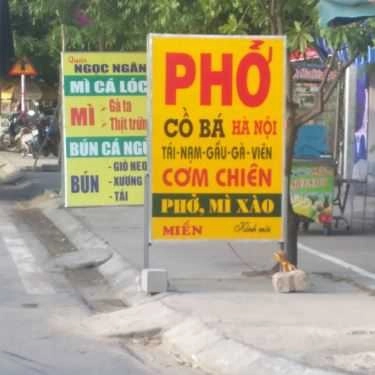 Quán
NGỌC NGÂN
MÌ CÁ LÓC
MÌ - Gà ta
- Thịt trứn
BÚN CÁ NGỪ
BÚN - GIÒ HEO
- XƯƠNG
- TÁI
PHỞ
CỒ BÁ HÀ NỘI
TÁI-NẠM-GẦU-GÀ-VIÊN
CƠM CHIÊN
PHỞ, MÌ XÀO
MIẾN Kính mời